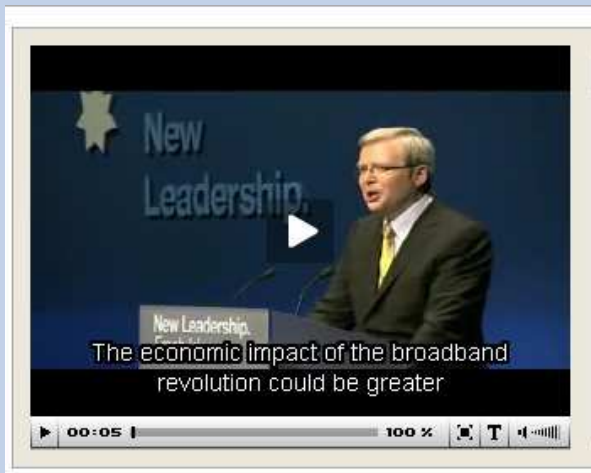 New
Leadership.
New Leadership.
The economic impact of the broadband
revolution could be greater
00:05
100 %
T